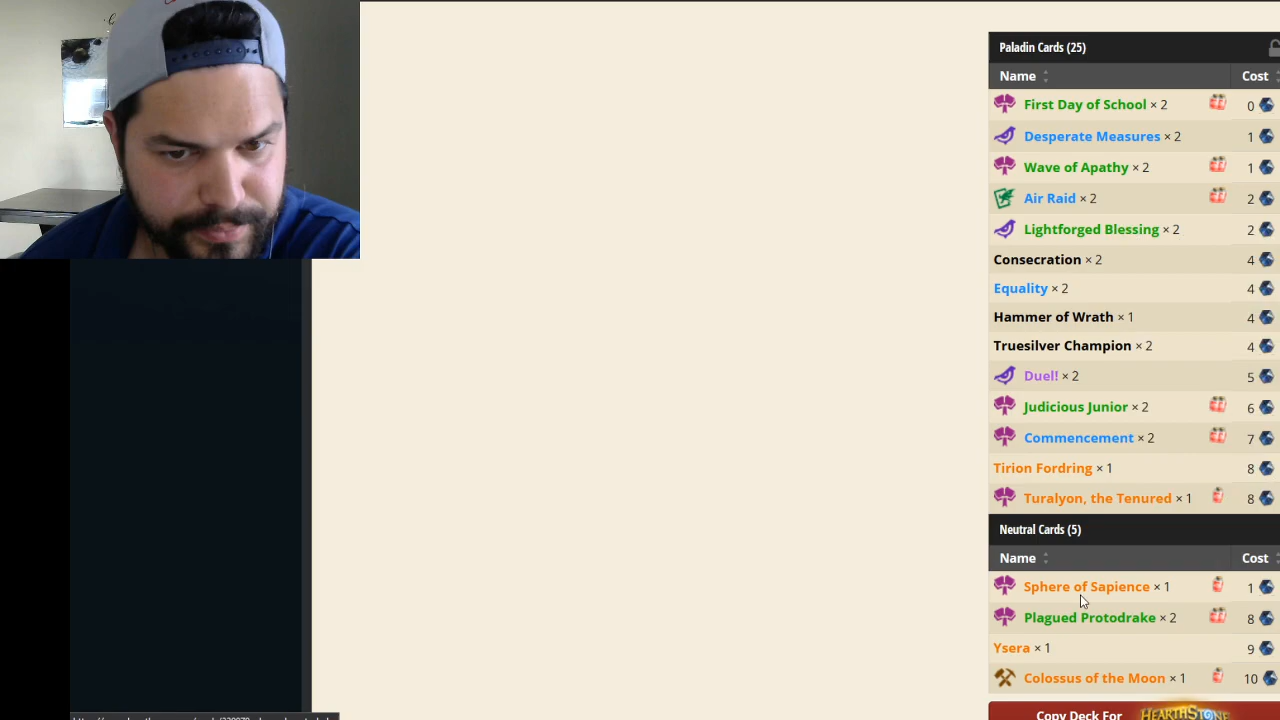 Paladin Cards (25)
Name Cost
First Day of School × 2 0
Desperate Measures × 2 1
Wave of Apathy × 2 1
Air Raid × 2 2
Lightforged Blessing × 2 2
Consecration × 2 4
Equality × 2 4
Hammer of Wrath × 1 4
Truesilver Champion × 2 4
Duel! × 2 5
Judicious Junior × 2 6
Commencement × 2 7
Tirion Fordring × 1 8
Turalyon, the Tenured × 1 8
Neutral Cards (5)
Name Cost
Sphere of Sapience × 1 1
Plagued Protodrake × 2 8
Ysera × 1 9
Colossus of the Moon × 1 10
Copy Deck For HEARTHSTONE